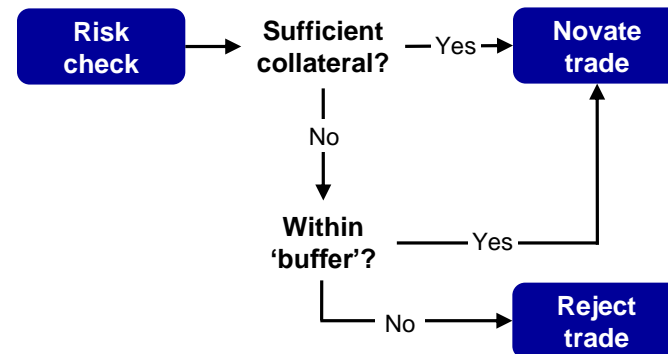 Risk
check
Sufficient
collateral?
Yes
Novate
trade
No
Within
‘buffer’?
Yes
No
Reject
trade